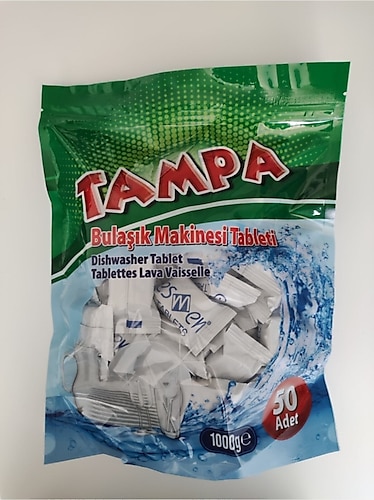 TAMPA
Bulaşık Makinesi Tableti
Dishwasher Tablet
Tablettes Lava Vaisselle
50
Adet
1000g℮